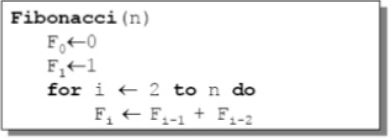 Fibonacci(n)
F₀←0
F₁←1
for i ← 2 to n do
Fᵢ ← Fᵢ₋₁ + Fᵢ₋₂